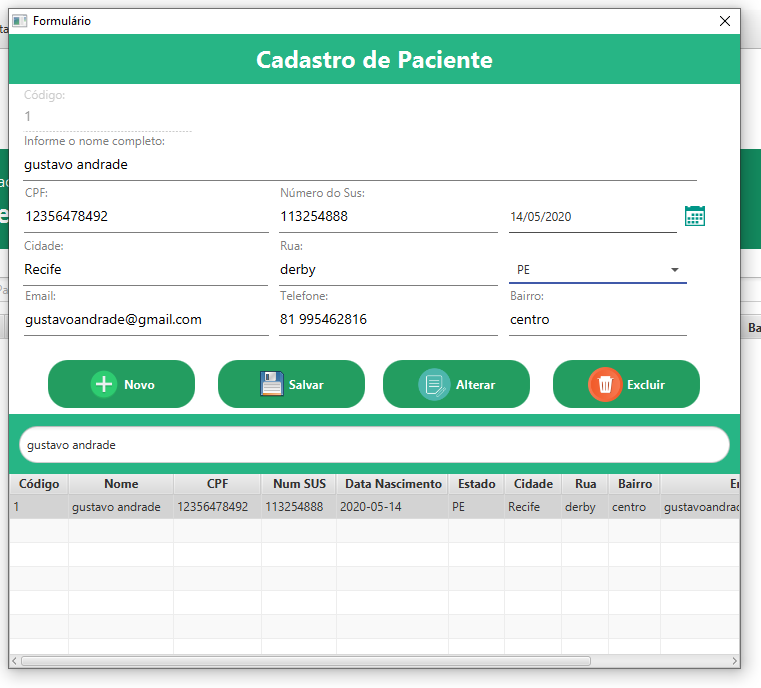 Formulário
Cadastro de Paciente
Código:
1
Informe o nome completo:
gustavo andrade
CPF: Número do Sus:
12356478492 113254888 14/05/2020
Cidade: Rua:
Recife derby PE
Email: Telefone: Bairro:
gustavoandrade@gmail.com 81 995462816 centro
Novo Salvar Alterar Excluir
gustavo andrade
Código Nome CPF Num SUS Data Nascimento Estado Cidade Rua Bairro
1 gustavo andrade 12356478492 113254888 2020-05-14 PE Recife derby centro gustavoandrad